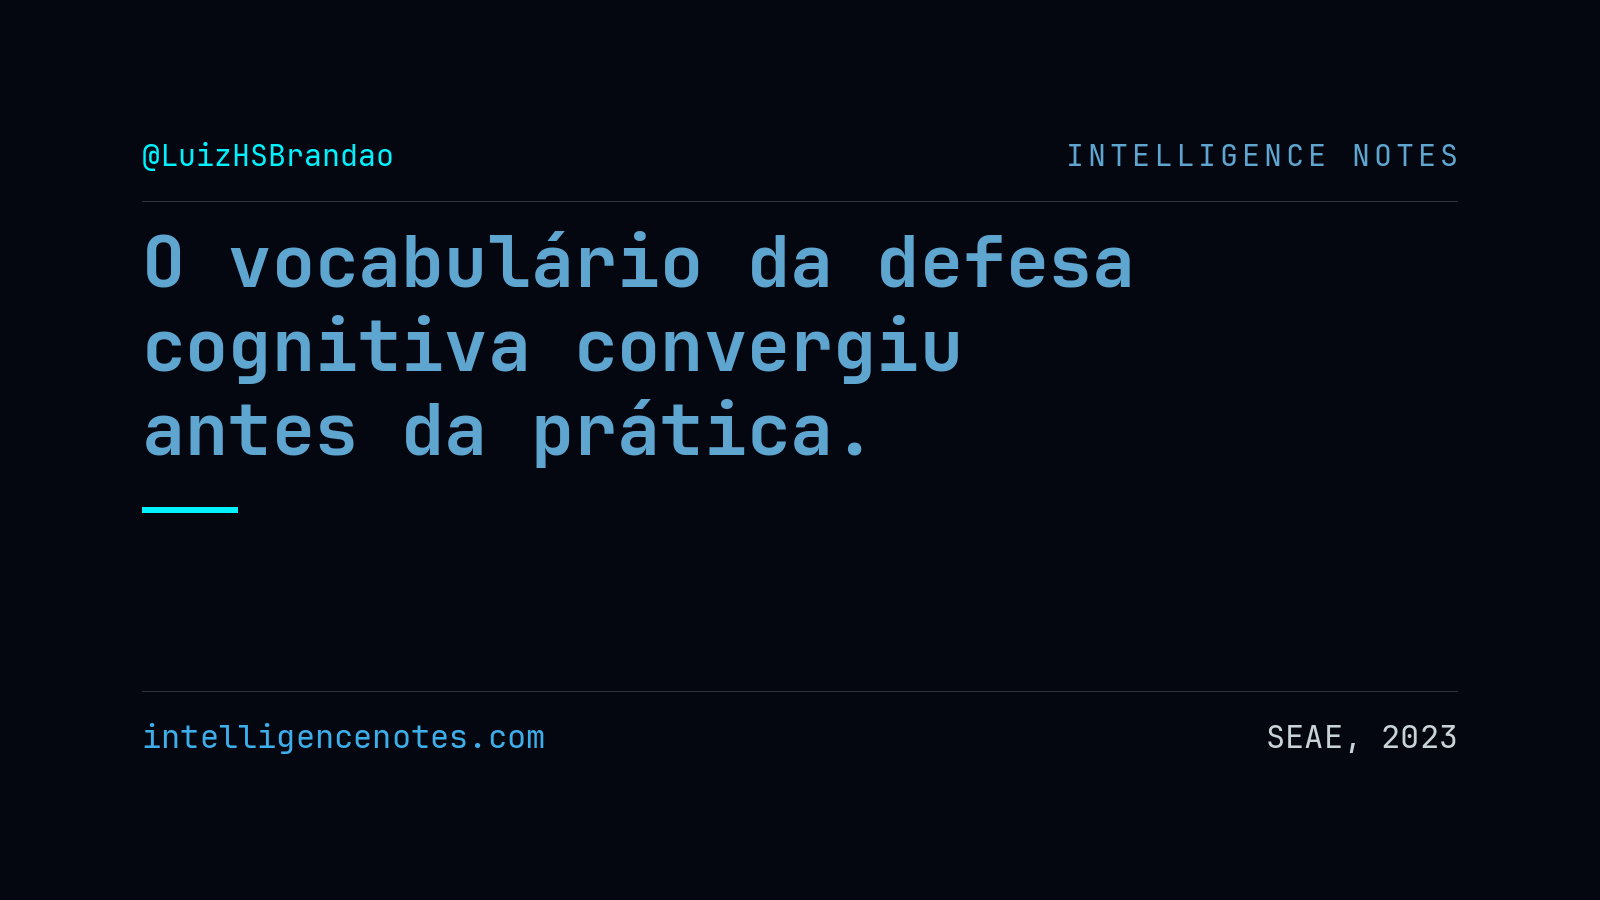 @LuizHSBrandao
INTELLIGENCE NOTES
O vocabulário da defesa
cognitiva convergiu
antes da prática.
intelligencenotes.com
SEAE, 2023